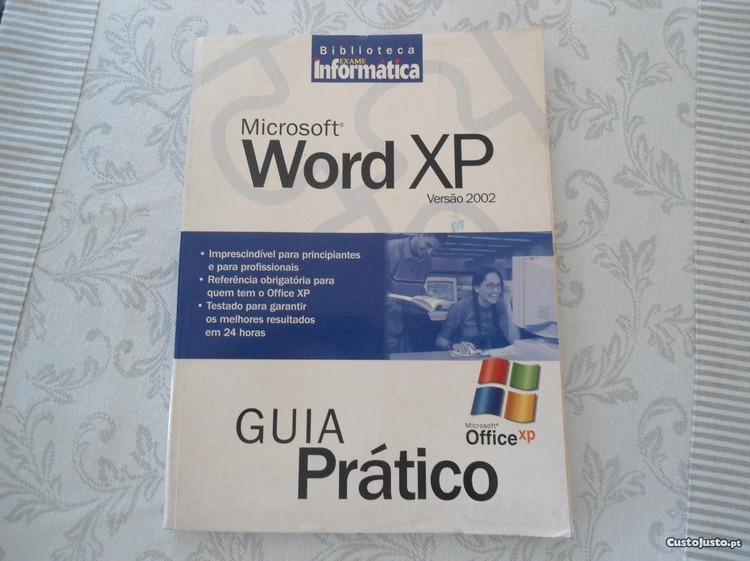 Biblioteca
EXAME
informática
Microsoft®
Word XP
Versão 2002
• Imprescindível para principiantes
e para profissionais
• Referência obrigatória para
quem tem o Office XP
• Testado para garantir
os melhores resultados
em 24 horas
Microsoft®
Office xp
GUIA
Prático
CustoJusto.pt